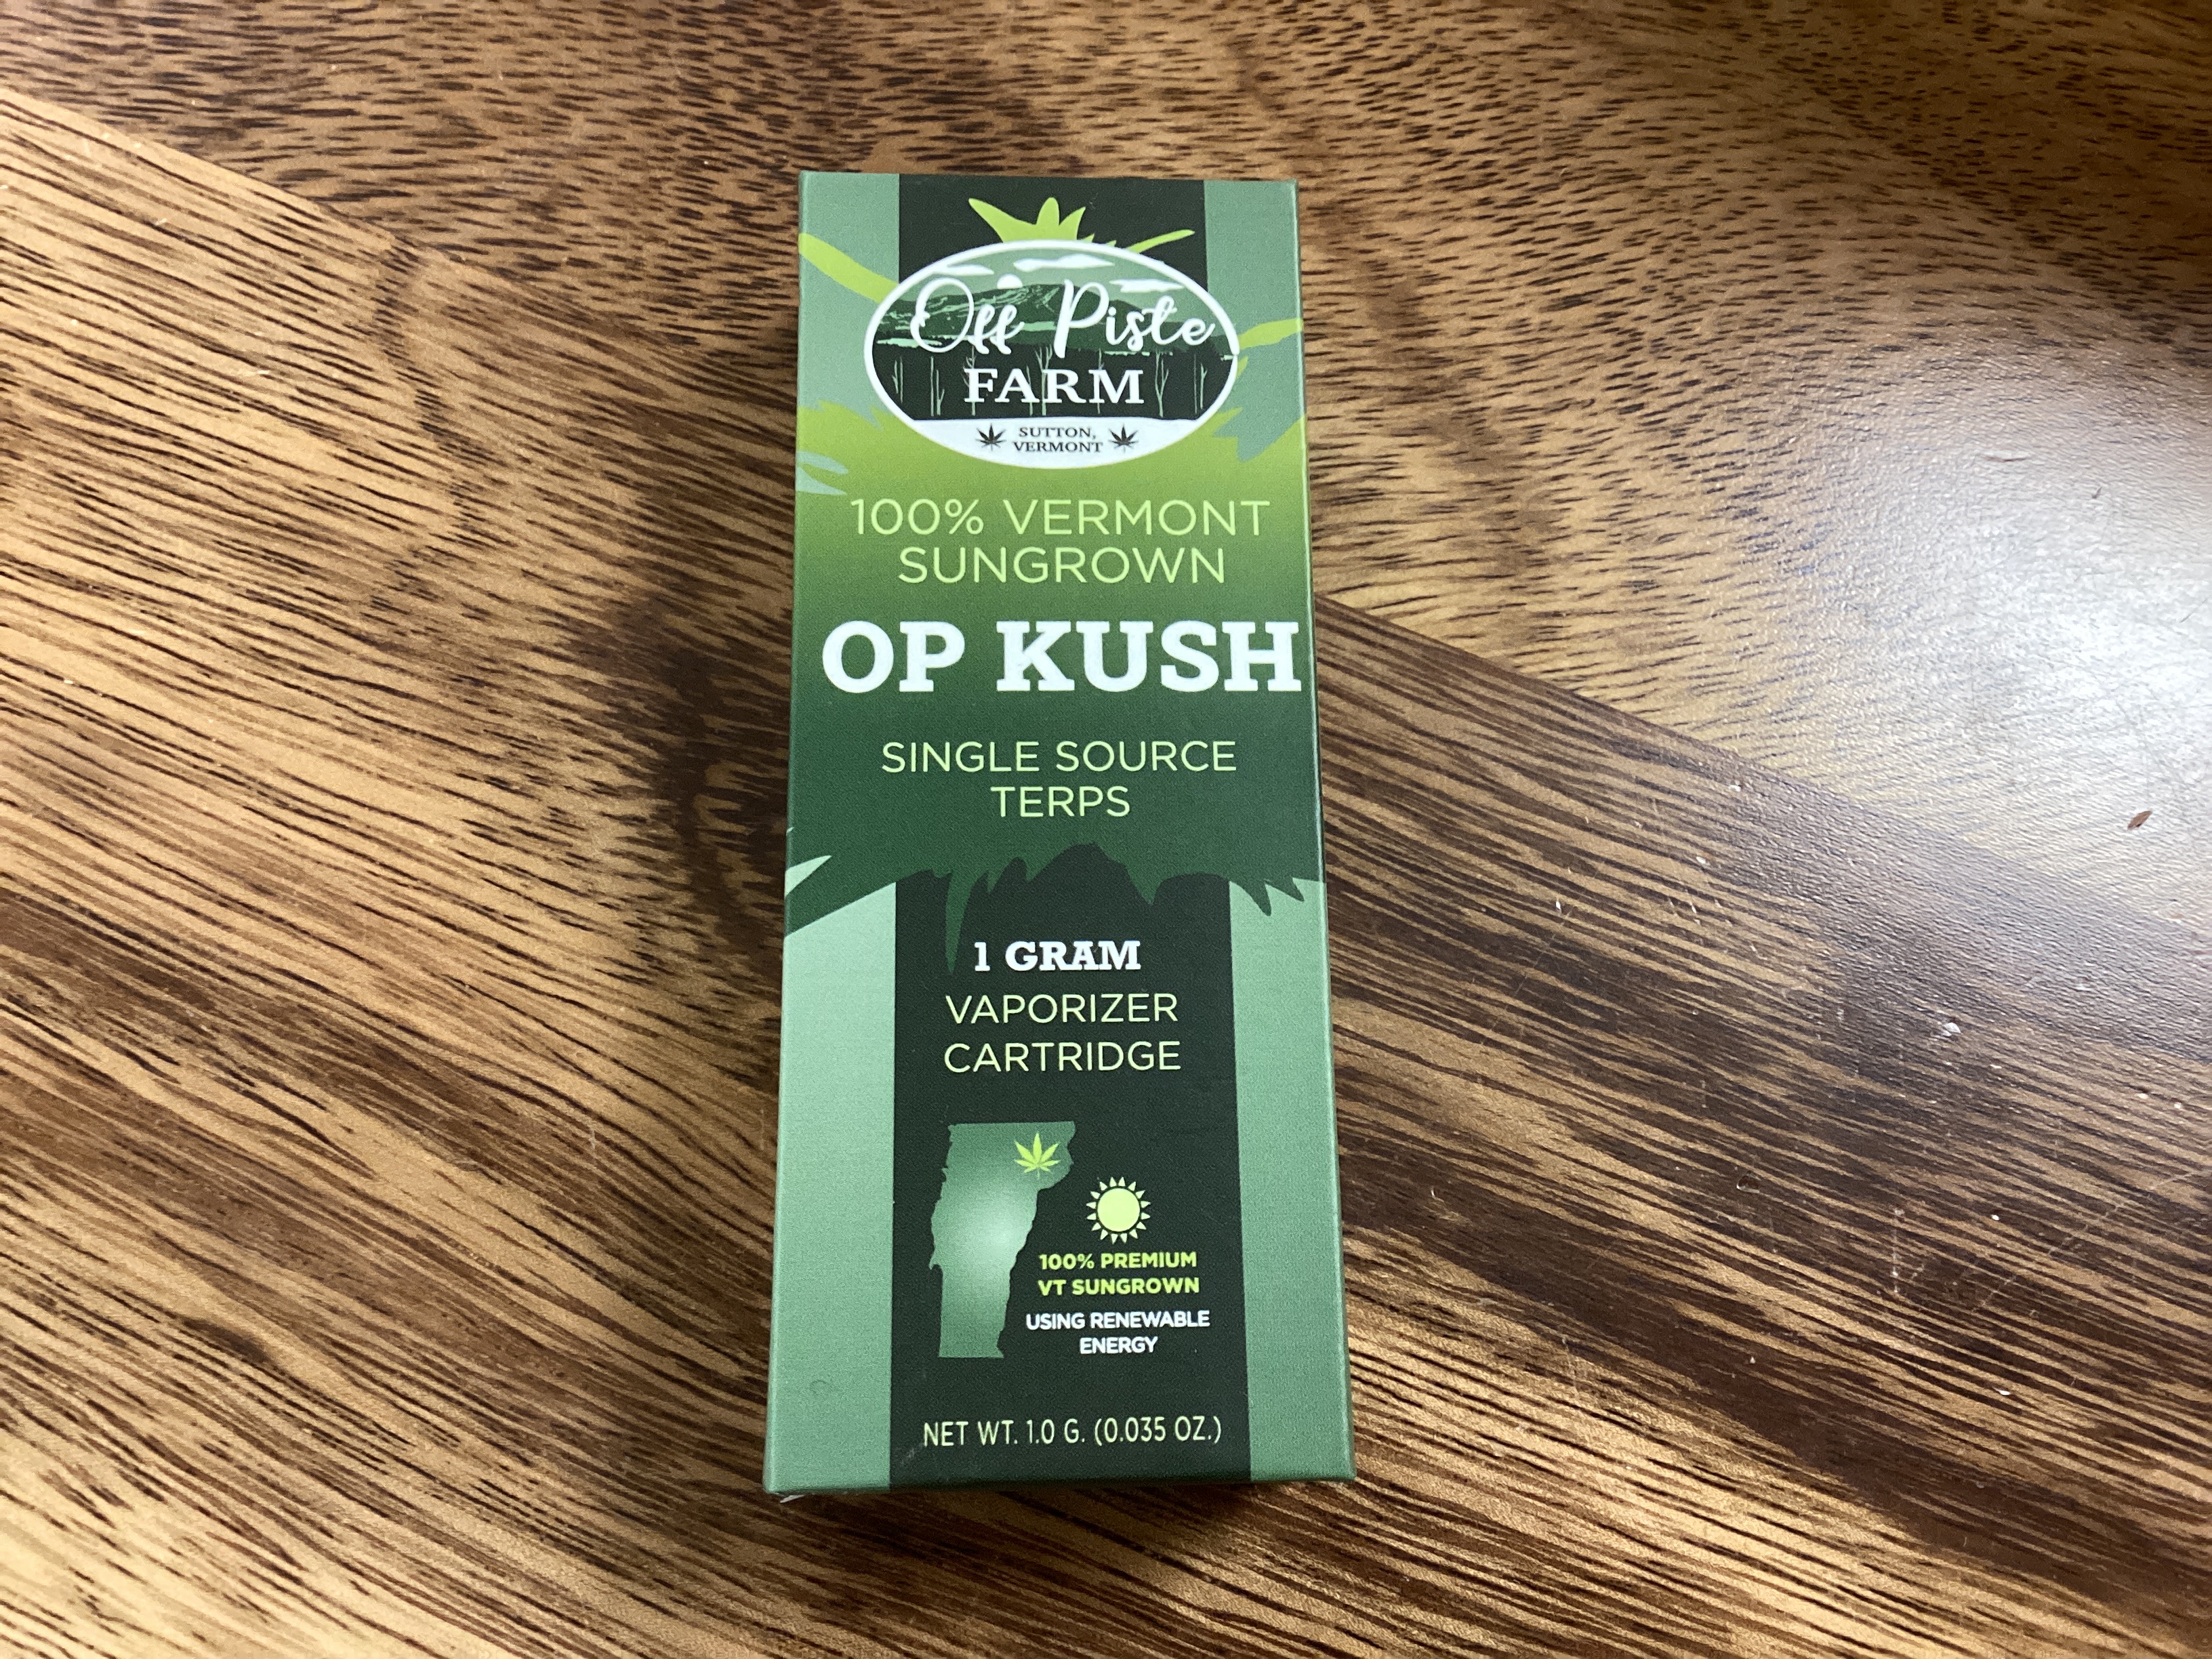 Off Piste
FARM
SUTTON,
VERMONT
100% VERMONT
SUNGROWN
OP KUSH
SINGLE SOURCE
TERPS
1 GRAM
VAPORIZER
CARTRIDGE
100% PREMIUM
VT SUNGROWN
USING RENEWABLE
ENERGY
NET WT. 1.0 G. (0.035 OZ.)